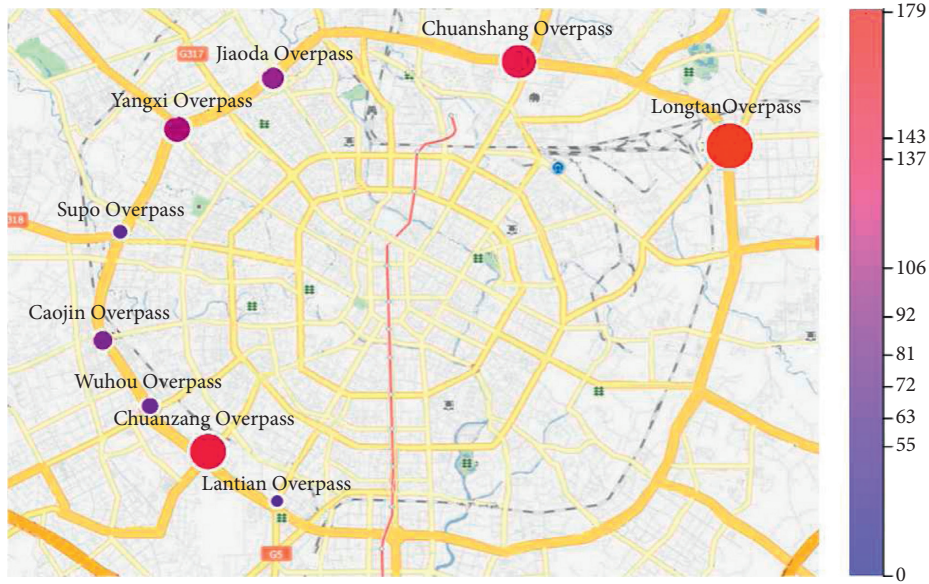 Chuanshang Overpass
179
G317
Jiaoda Overpass
Yangxi Overpass
LongtanOverpass
143
137
Supo Overpass
318
106
Caojin Overpass
92
81
Wuhou Overpass
72
Chuanzang Overpass
63
55
Lantian Overpass
G5
0